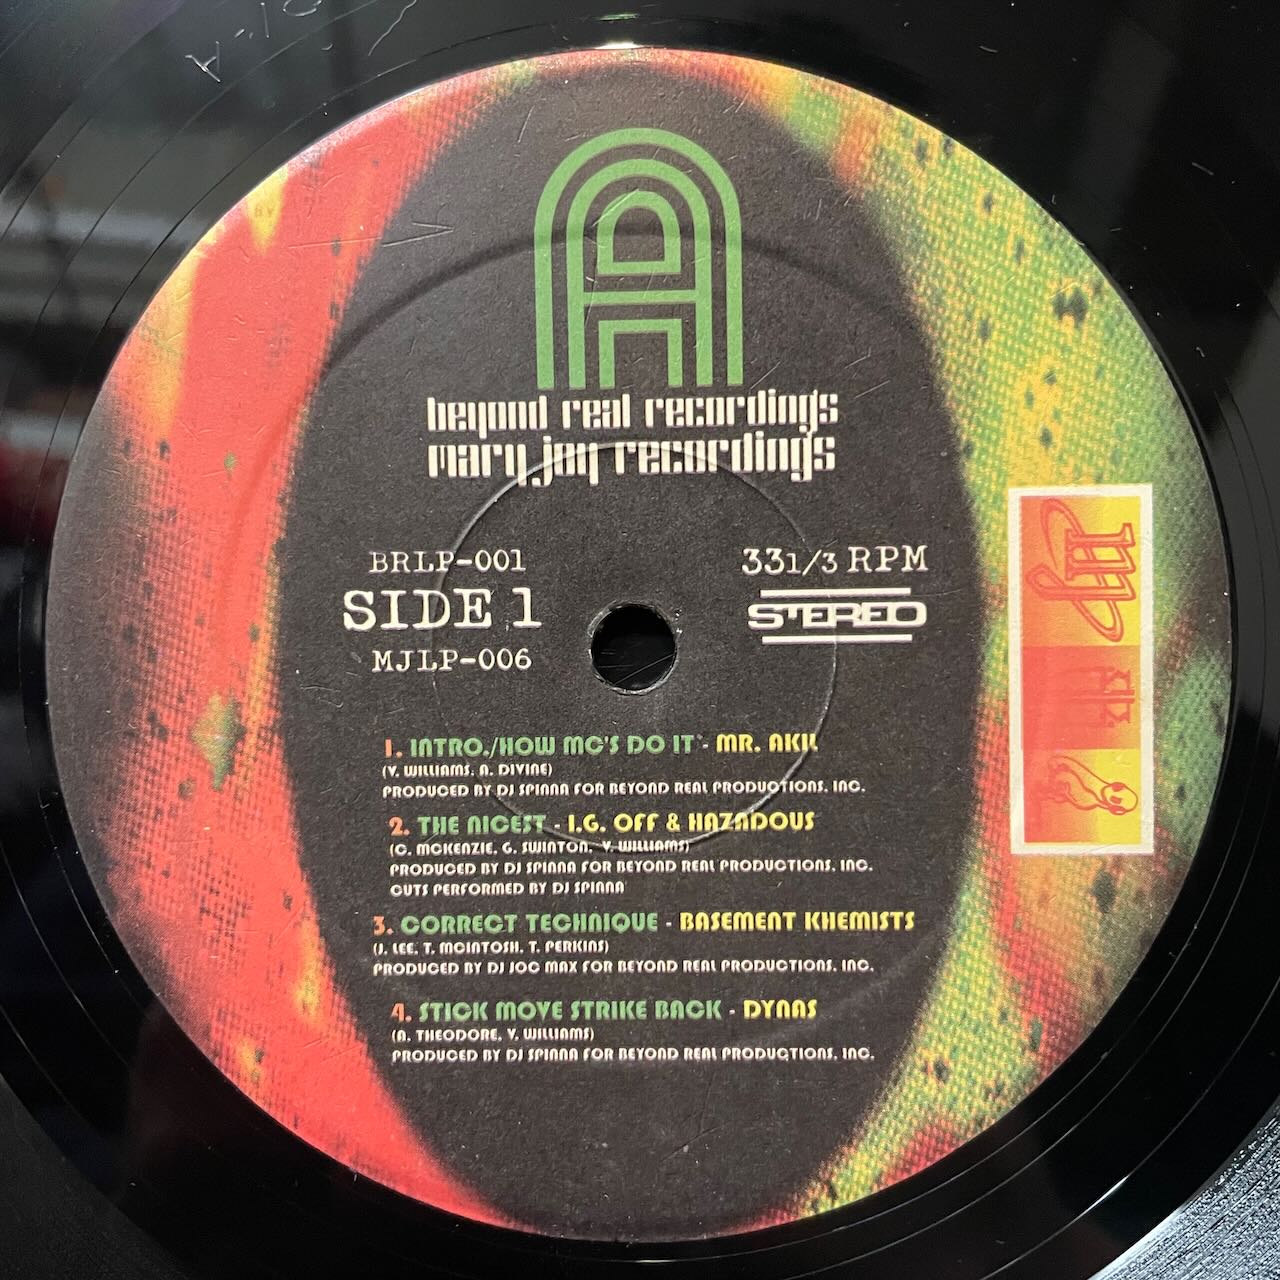 beyond real recordings
mary joy recordings
BRLP-001
SIDE 1
MJLP-006
33 1/3 RPM
STEREO
1. INTRO./HOW MC'S DO IT - MR. AKIL
(V. WILLIAMS, A. DIVINE)
PRODUCED BY DJ SPINNA FOR BEYOND REAL PRODUCTIONS, INC.
2. THE NICEST - I.G. OFF & HAZADOUS
(C. MCKENZIE, G. SWINTON, V. WILLIAMS)
PRODUCED BY DJ SPINNA FOR BEYOND REAL PRODUCTIONS, INC.
CUTS PERFORMED BY DJ SPINNA
3. CORRECT TECHNIQUE - BASEMENT KHEMISTS
(J. LEE, T. MCINTOSH, T. PERKINS)
PRODUCED BY DJ JOC MAX FOR BEYOND REAL PRODUCTIONS, INC.
4. STICK MOVE STRIKE BACK - DYNAS
(A. THEODORE, V. WILLIAMS)
PRODUCED BY DJ SPINNA FOR BEYOND REAL PRODUCTIONS, INC.